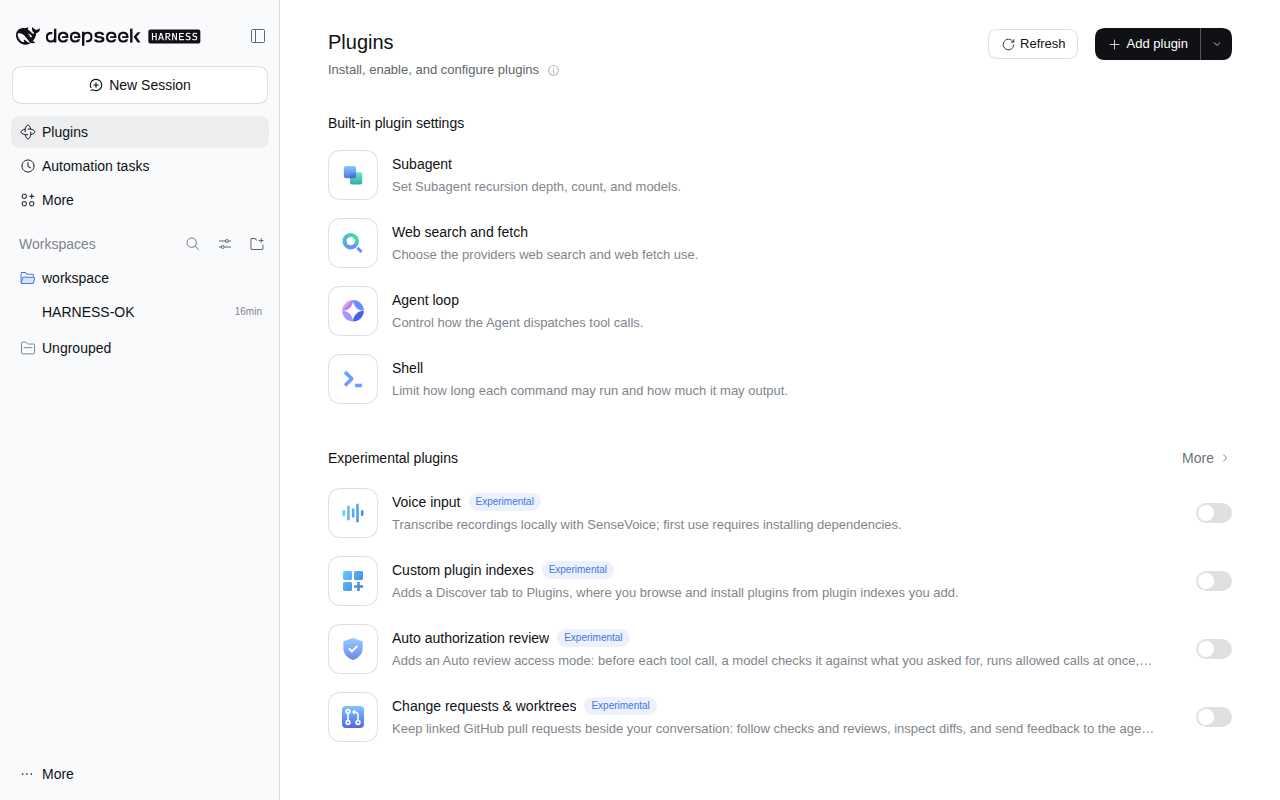 deepseek HARNESS
New Session
Plugins
Automation tasks
More
Workspaces
workspace
HARNESS-OK 16min
Ungrouped
More
Plugins
Install, enable, and configure plugins
Refresh
Add plugin
Built-in plugin settings
Subagent
Set Subagent recursion depth, count, and models.
Web search and fetch
Choose the providers web search and web fetch use.
Agent loop
Control how the Agent dispatches tool calls.
Shell
Limit how long each command may run and how much it may output.
Experimental plugins
More
Voice input Experimental
Transcribe recordings locally with SenseVoice; first use requires installing dependencies.
Custom plugin indexes Experimental
Adds a Discover tab to Plugins, where you browse and install plugins from plugin indexes you add.
Auto authorization review Experimental
Adds an Auto review access mode: before each tool call, a model checks it against what you asked for, runs allowed calls at once,…
Change requests & worktrees Experimental
Keep linked GitHub pull requests beside your conversation: follow checks and reviews, inspect diffs, and send feedback to the age…